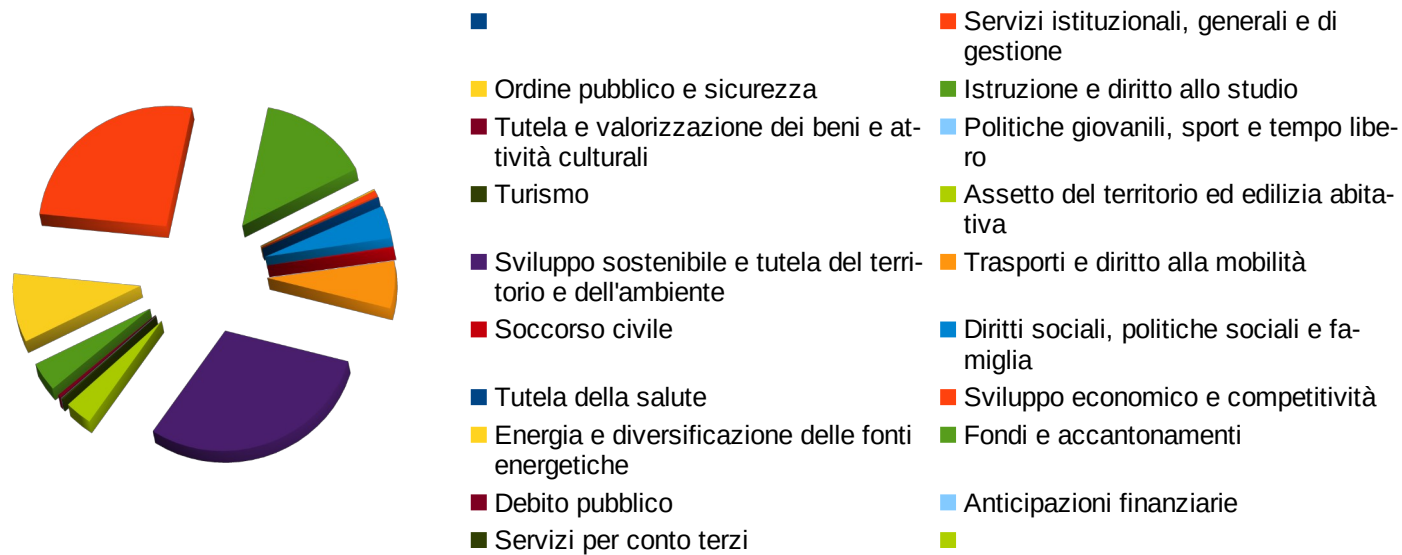 Servizi istituzionali, generali e di
gestione
Ordine pubblico e sicurezza
Istruzione e diritto allo studio
Tutela e valorizzazione dei beni e at-
tività culturali
Politiche giovanili, sport e tempo libe-
ro
Turismo
Assetto del territorio ed edilizia abita-
tiva
Sviluppo sostenibile e tutela del terri-
torio e dell'ambiente
Trasporti e diritto alla mobilità
Soccorso civile
Diritti sociali, politiche sociali e fa-
miglia
Tutela della salute
Sviluppo economico e competitività
Energia e diversificazione delle fonti
energetiche
Fondi e accantonamenti
Debito pubblico
Anticipazioni finanziarie
Servizi per conto terzi